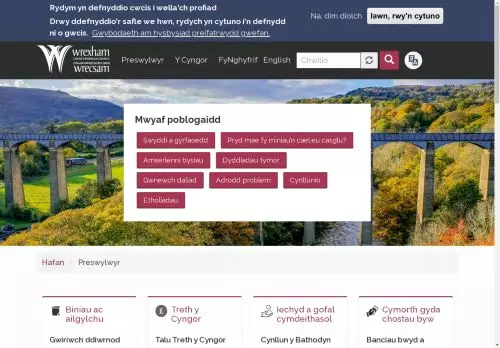 Rydym yn defnyddio cwcis i wella'ch profiad
Drwy ddefnyddio'r safle we hwn, rydych yn cytuno i'n defnydd
ni o gwcis. Gwybodaeth am hysbysiad preifatrwydd gwefan.
Na, dim diolch
Iawn, rwy'n cytuno
wrexham
wrecsam
Preswylwyr
Y Cyngor
FyNghyfrif
English
Chwilio
Mwyaf poblogaidd
Swyddi a gyrfaoedd
Pryd mae fy miniau'n cael eu casglu?
Amserlenni bysiau
Dyddiadau tymor
Gwnewch daliad
Adrodd problem
Cynllunio
Etholiadau
Hafan / Preswylwyr
Biniau ac
ailgylchu
Treth y
Cyngor
Iechyd a gofal
cymdeithasol
Cymorth gyda
chostau byw
Gwiriwch ddiwrnod
Talu Treth y Cyngor
Cynllun y Bathodyn
Banciau bwyd a